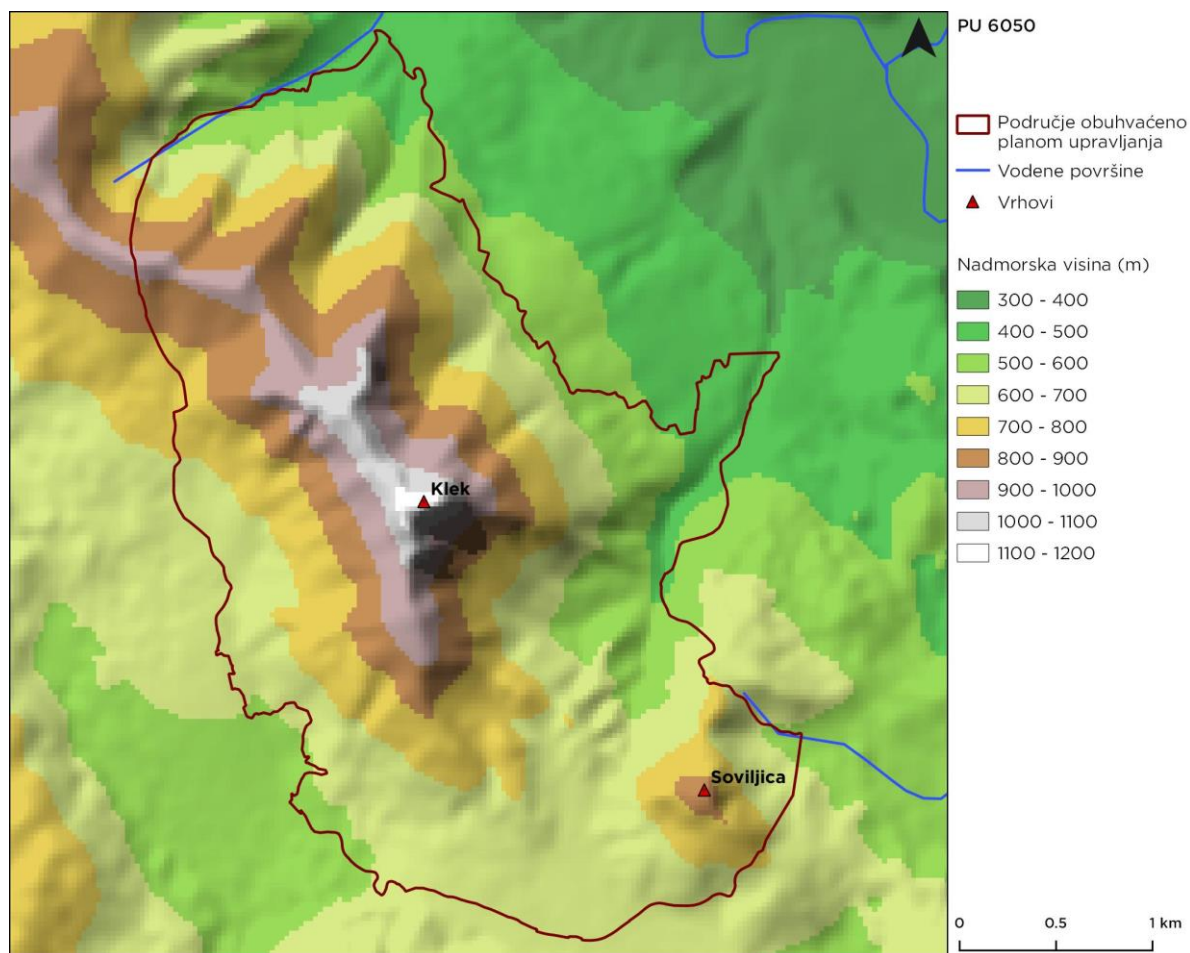 PU 6050
Područje obuhvaćeno
planom upravljanja
Vodene površine
Vrhovi
Nadmorska visina (m)
300 - 400
400 - 500
500 - 600
600 - 700
700 - 800
800 - 900
900 - 1000
1000 - 1100
1100 - 1200
Klek
Soviljica
0 0.5 1 km